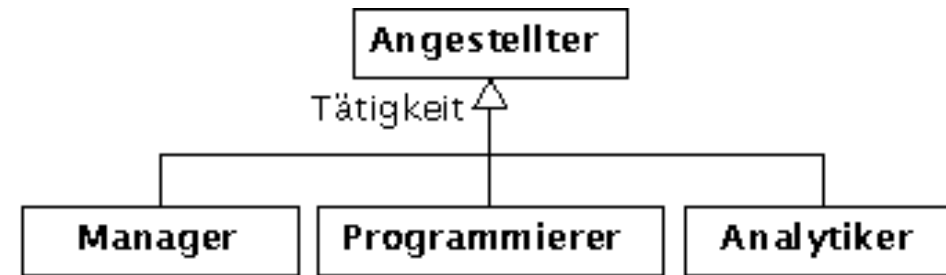 Angestellter
Tätigkeit
Manager
Programmierer
Analytiker